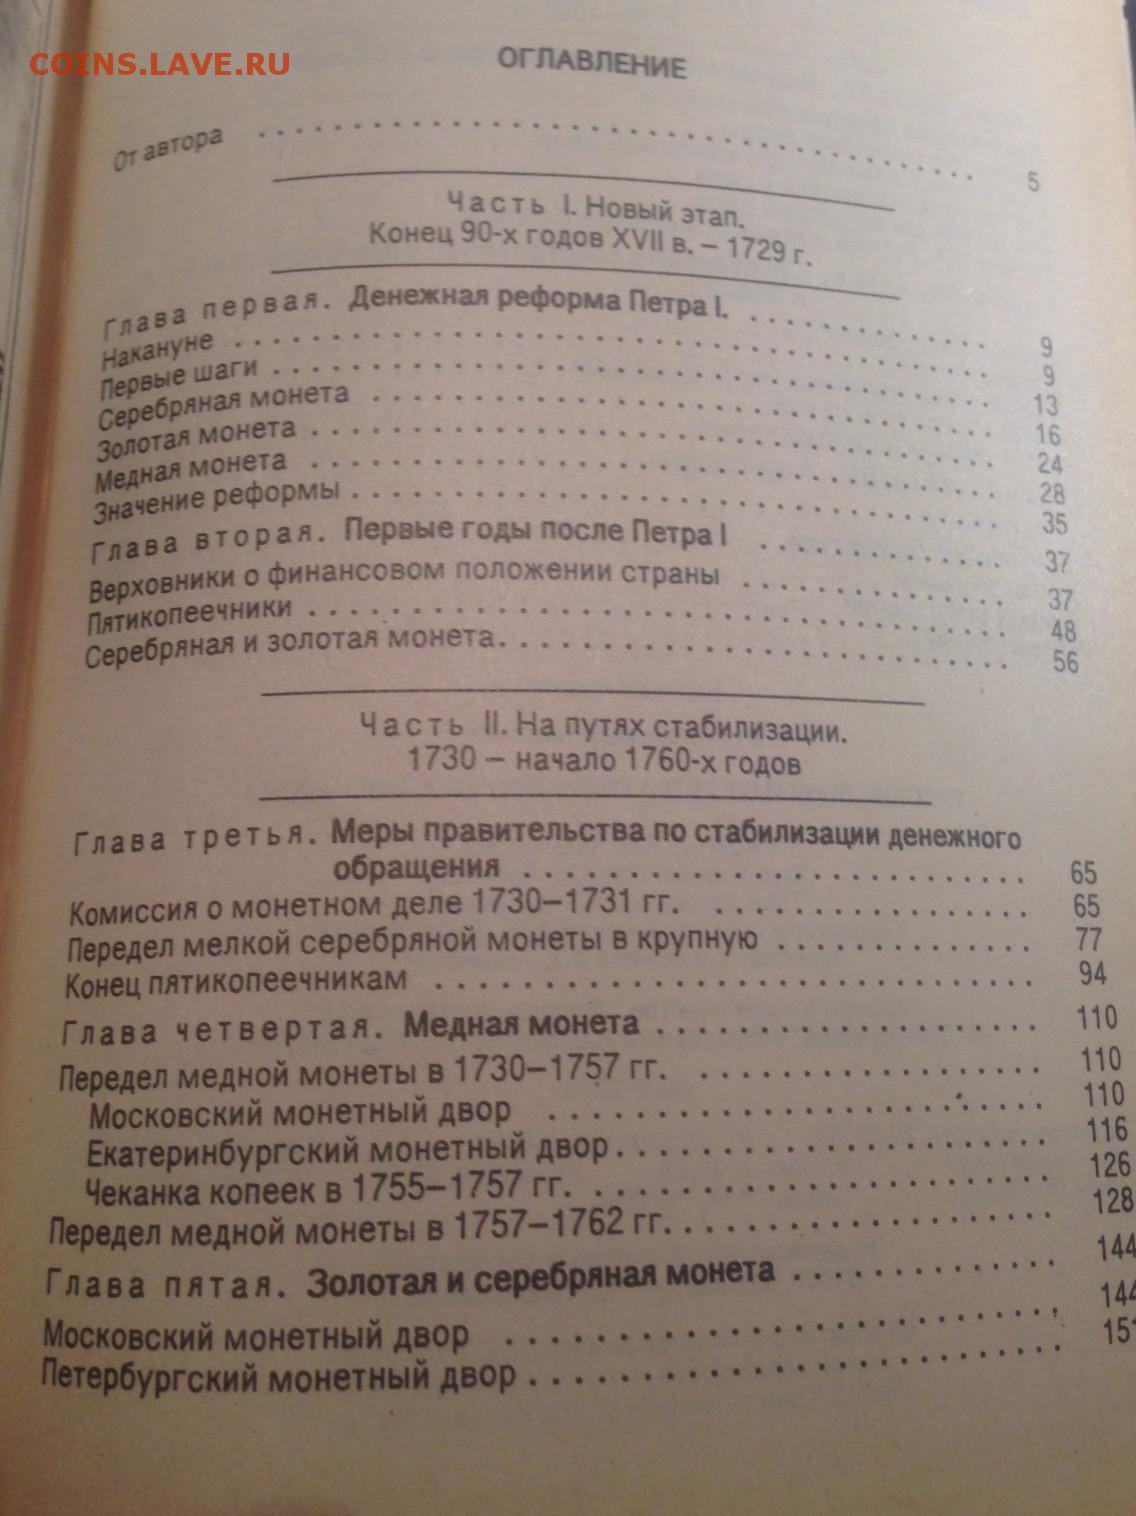 COINS.LAVE.RU
ОГЛАВЛЕНИЕ
От автора . . . . . . . . . . 5
Часть I. Новый этап.
Конец 90-х годов XVII в. – 1729 г.
Глава первая. Денежная реформа Петра I. . . . . . . . . . 9
Накануне . . . . . . . . . . 9
Первые шаги . . . . . . . . . . 13
Серебряная монета . . . . . . . . . . 16
Золотая монета . . . . . . . . . . 24
Медная монета . . . . . . . . . . 28
Значение реформы . . . . . . . . . . 35
Глава вторая. Первые годы после Петра I . . . . . . . . . . 37
Верховники о финансовом положении страны . . . . . . . . . . 37
Пятикопеечники . . . . . . . . . . 48
Серебряная и золотая монета. . . . . . . . . . 56
Часть II. На путях стабилизации.
1730 – начало 1760-х годов
Глава третья. Меры правительства по стабилизации денежного
обращения . . . . . . . . . . 65
Комиссия о монетном деле 1730–1731 гг. . . . . . . . . . 65
Передел мелкой серебряной монеты в крупную . . . . . . . . . . 77
Конец пятикопеечникам . . . . . . . . . . 94
Глава четвертая. Медная монета . . . . . . . . . . 110
Передел медной монеты в 1730–1757 гг. . . . . . . . . . 110
Московский монетный двор . . . . . . . . . . 110
Екатеринбургский монетный двор . . . . . . . . . . 116
Чеканка копеек в 1755–1757 гг. . . . . . . . . . 126
Передел медной монеты в 1757–1762 гг. . . . . . . . . . 128
Глава пятая. Золотая и серебряная монета . . . . . . . . . . 144
Московский монетный двор . . . . . . . . . . 144
Петербургский монетный двор . . . . . . . . . . 151